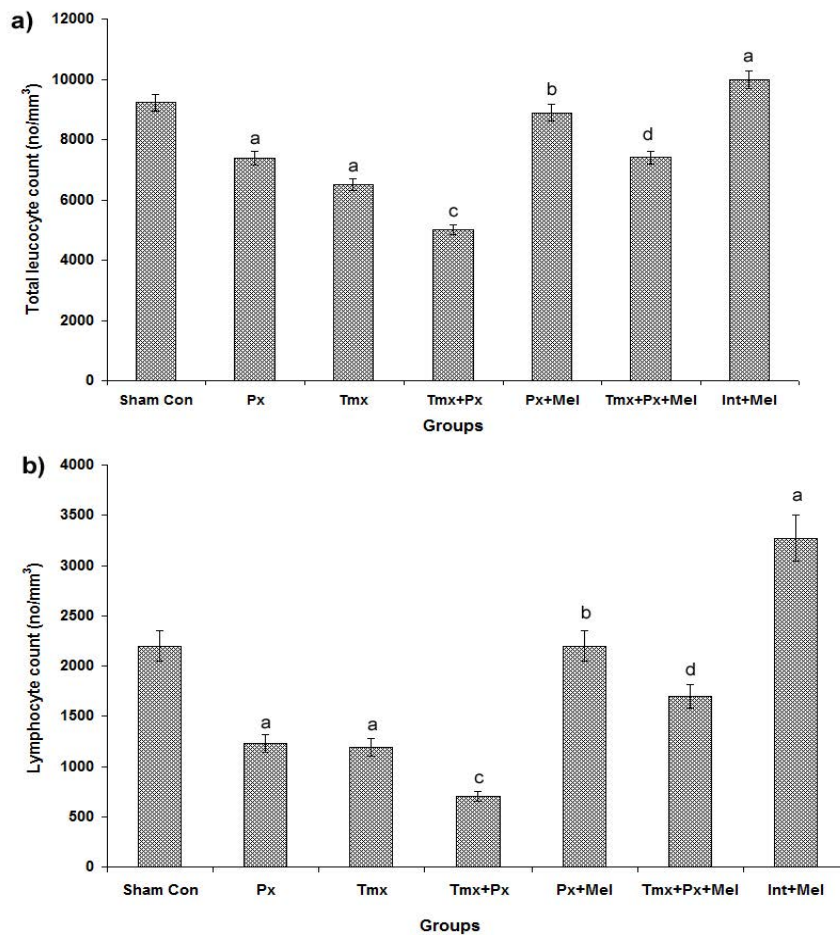 a)
Total leucocyte count (no/mm³)
12000
10000
8000
6000
4000
2000
0
a
a
c
b
d
a
Sham Con Px Tmx Tmx+Px Px+Mel Tmx+Px+Mel Int+Mel
Groups
b)
Lymphocyte count (no/mm³)
4000
3500
3000
2500
2000
1500
1000
500
0
a
a
c
b
d
a
Sham Con Px Tmx Tmx+Px Px+Mel Tmx+Px+Mel Int+Mel
Groups